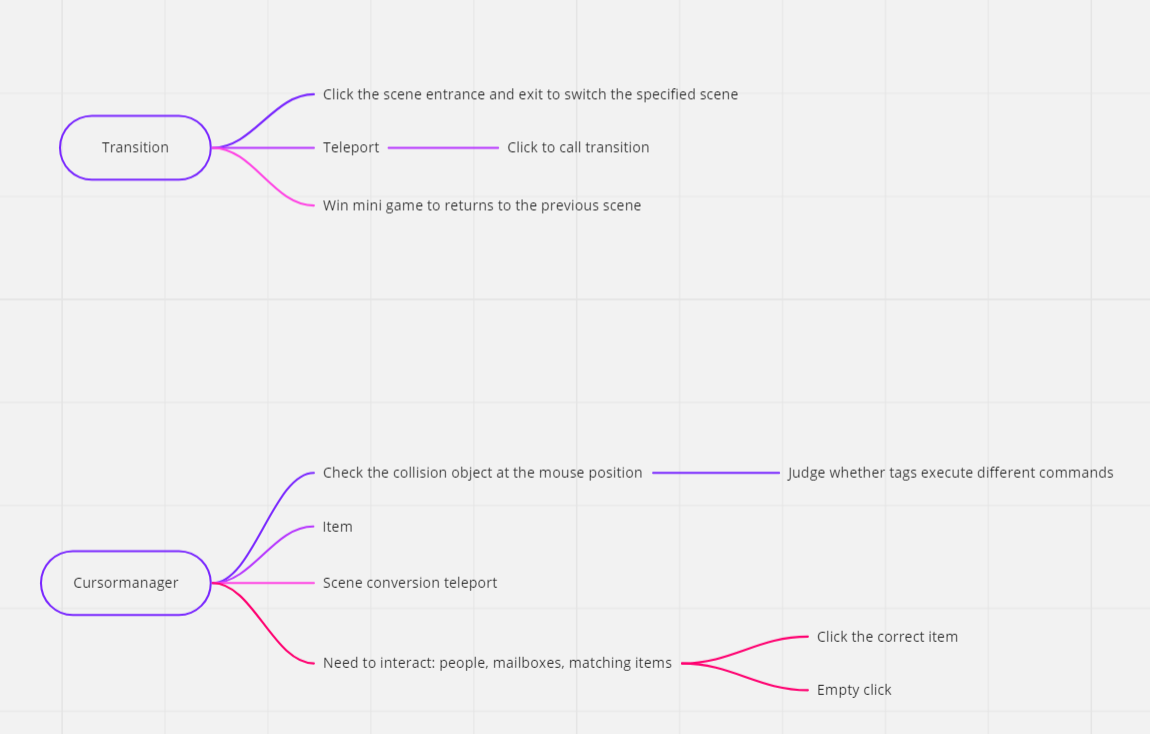 Click the scene entrance and exit to switch the specified scene
Transition
Teleport
Click to call transition
Win mini game to returns to the previous scene
Check the collision object at the mouse position
Judge whether tags execute different commands
Item
Cursormanager
Scene conversion teleport
Need to interact: people, mailboxes, matching items
Click the correct item
Empty click